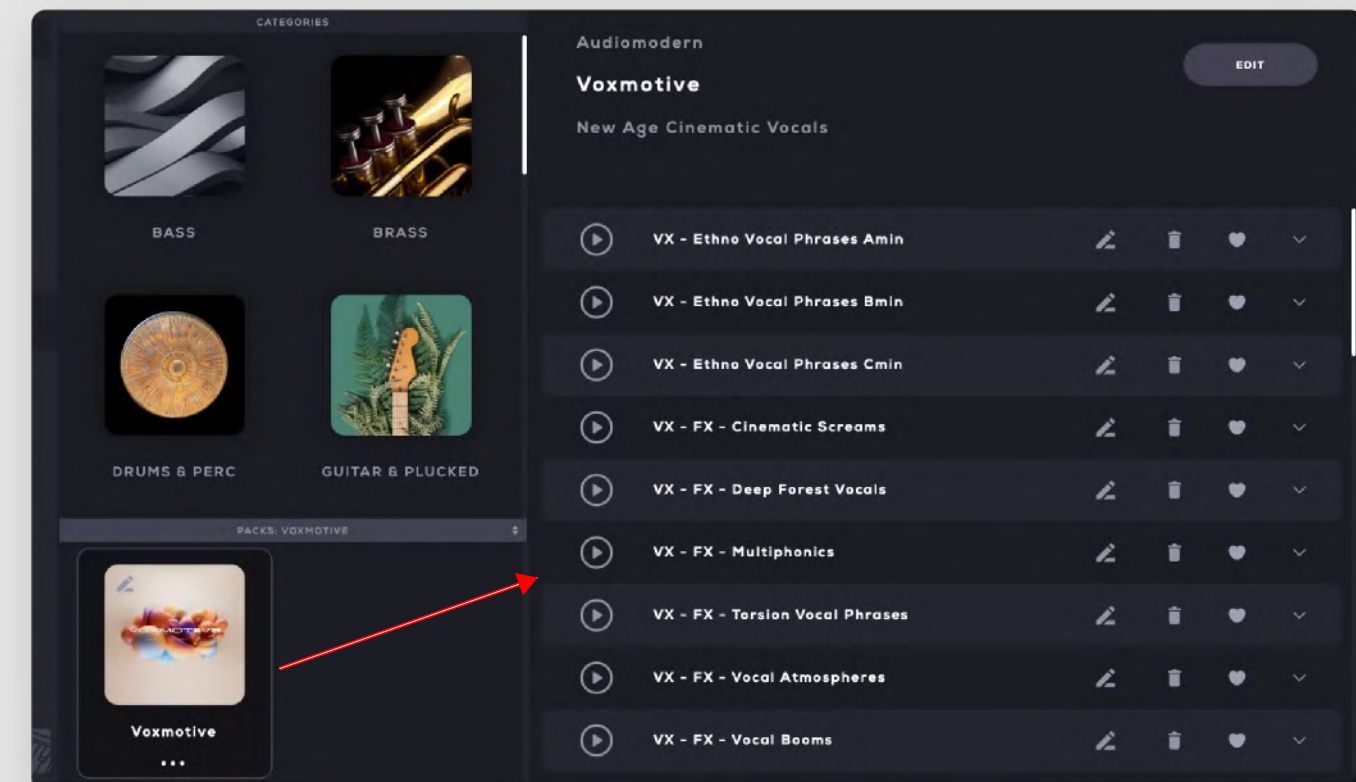 CATEGORIES
BASS
BRASS
DRUMS & PERC
GUITAR & PLUCKED
PACKS: VOXMOTIVE
VOXMOTIVE
Voxmotive
Audiomodern
Voxmotive
New Age Cinematic Vocals
EDIT
VX - Ethno Vocal Phrases Amin
VX - Ethno Vocal Phrases Bmin
VX - Ethno Vocal Phrases Cmin
VX - FX - Cinematic Screams
VX - FX - Deep Forest Vocals
VX - FX - Multiphonics
VX - FX - Torsion Vocal Phrases
VX - FX - Vocal Atmospheres
VX - FX - Vocal Booms